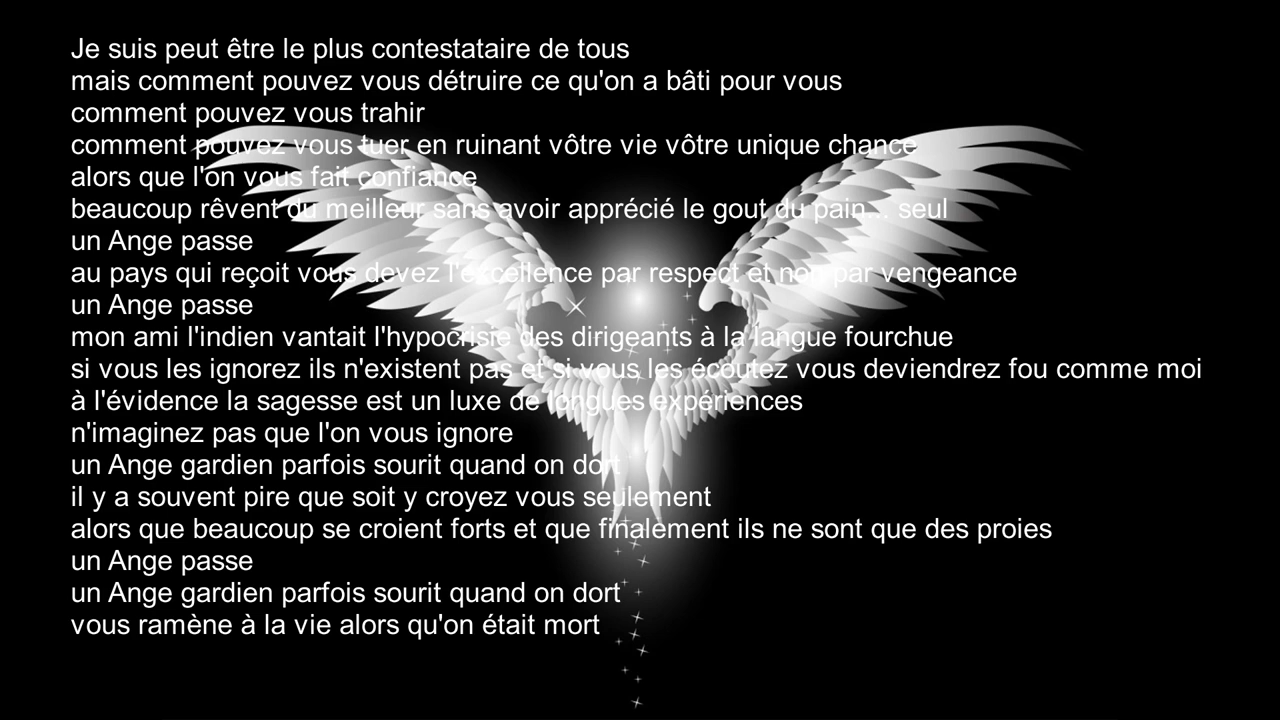 Je suis peut être le plus contestataire de tous
mais comment pouvez vous détruire ce qu'on a bâti pour vous
comment pouvez vous trahir
comment pouvez vous tuer en ruinant vôtre vie vôtre unique chance
alors que l'on vous fait confiance
beaucoup rêvent du meilleur sans avoir apprécié le gout du pain... seul
un Ange passe
au pays qui reçoit vous devez l'excellence par respect et non par vengeance
un Ange passe
mon ami l'indien vantait l'hypocrisie des dirigeants à la langue fourchue
si vous les ignorez ils n'existent pas et si vous les écoutez vous deviendrez fou comme moi
à l'évidence la sagesse est un luxe de longues expériences
n'imaginez pas que l'on vous ignore
un Ange gardien parfois sourit quand on dort
il y a souvent pire que soit y croyez vous seulement
alors que beaucoup se croient forts et que finalement ils ne sont que des proies
un Ange passe
un Ange gardien parfois sourit quand on dort
vous ramène à la vie alors qu'on était mort